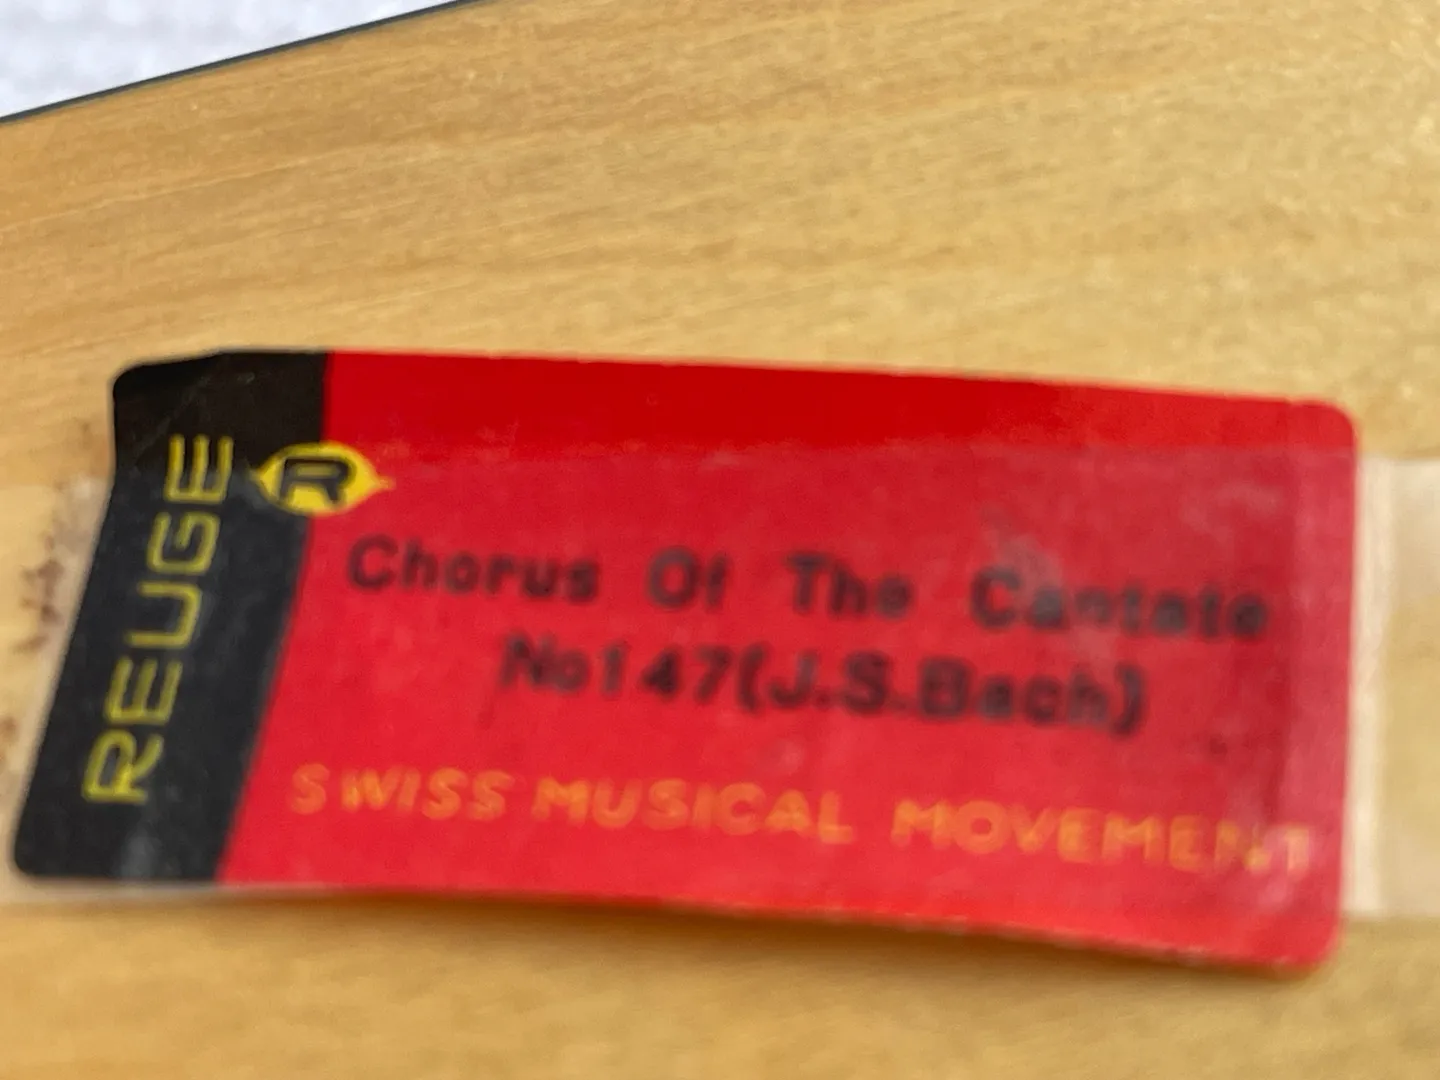 REUGE
R
Chorus Of The Cantate
No147(J.S.Bach)
SWISS MUSICAL MOVEMENT